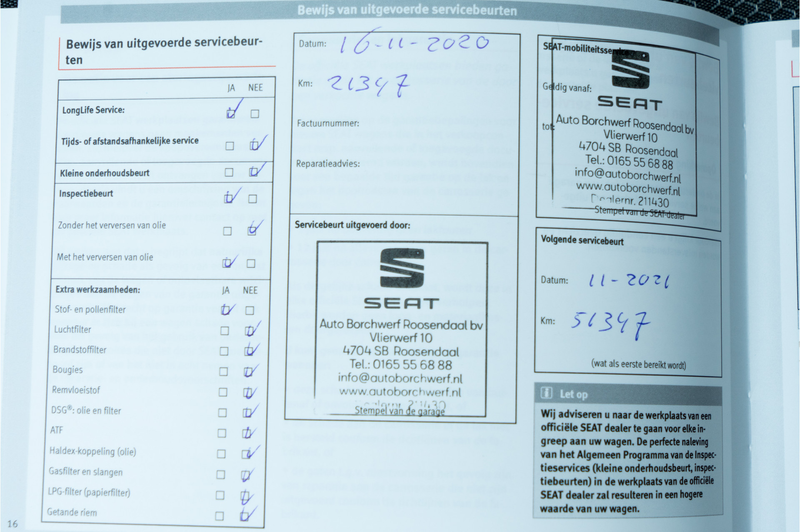 Bewijs van uitgevoerde servicebeurten
Bewijs van uitgevoerde servicebeur-
ten
JA NEE
LongLife Service:
Tijds- of afstandsafhankelijke service
Kleine onderhoudsbeurt
Inspectiebeurt
Zonder het verversen van olie
Met het verversen van olie
Extra werkzaamheden: JA NEE
Stof- en pollenfilter
Luchtfilter
Brandstoffilter
Bougies
Remvloeistof
DSG®: olie en filter
ATF
Haldex-koppeling (olie)
Gasfilter en slangen
LPG-filter (papierfilter)
Getande riem
16
Datum: 16-11-2020
Km: 21347
Factuurnummer:
Reparatieadvies:
Servicebeurt uitgevoerd door:
SEAT
Auto Borchwerf Roosendaal bv
Vlierwerf 10
4704 SB Roosendaal
Tel.: 0165 55 68 88
info@autoborchwerf.nl
www.autoborchwerf.nl
Dealernr. 211430
Stempel van de garage
SEAT-mobiliteitsservice
Geldig vanaf:
SEAT
tot:
Auto Borchwerf Roosendaal bv
Vlierwerf 10
4704 SB Roosendaal
Tel.: 0165 55 68 88
info@autoborchwerf.nl
www.autoborchwerf.nl
Dealernr. 211430
Stempel van de SEAT-dealer
Volgende servicebeurt
Datum: 11-2021
Km: 51347
(wat als eerste bereikt wordt)
Let op
Wij adviseren u naar de werkplaats van een
officiële SEAT dealer te gaan voor elke in-
greep aan uw wagen. De perfecte naleving
van het Algemeen Programma van de Inspec-
tieservices (kleine onderhoudsbeurt, inspec-
tiebeurten) in de werkplaats van de officiële
SEAT dealer zal resulteren in een hogere
waarde van uw wagen.